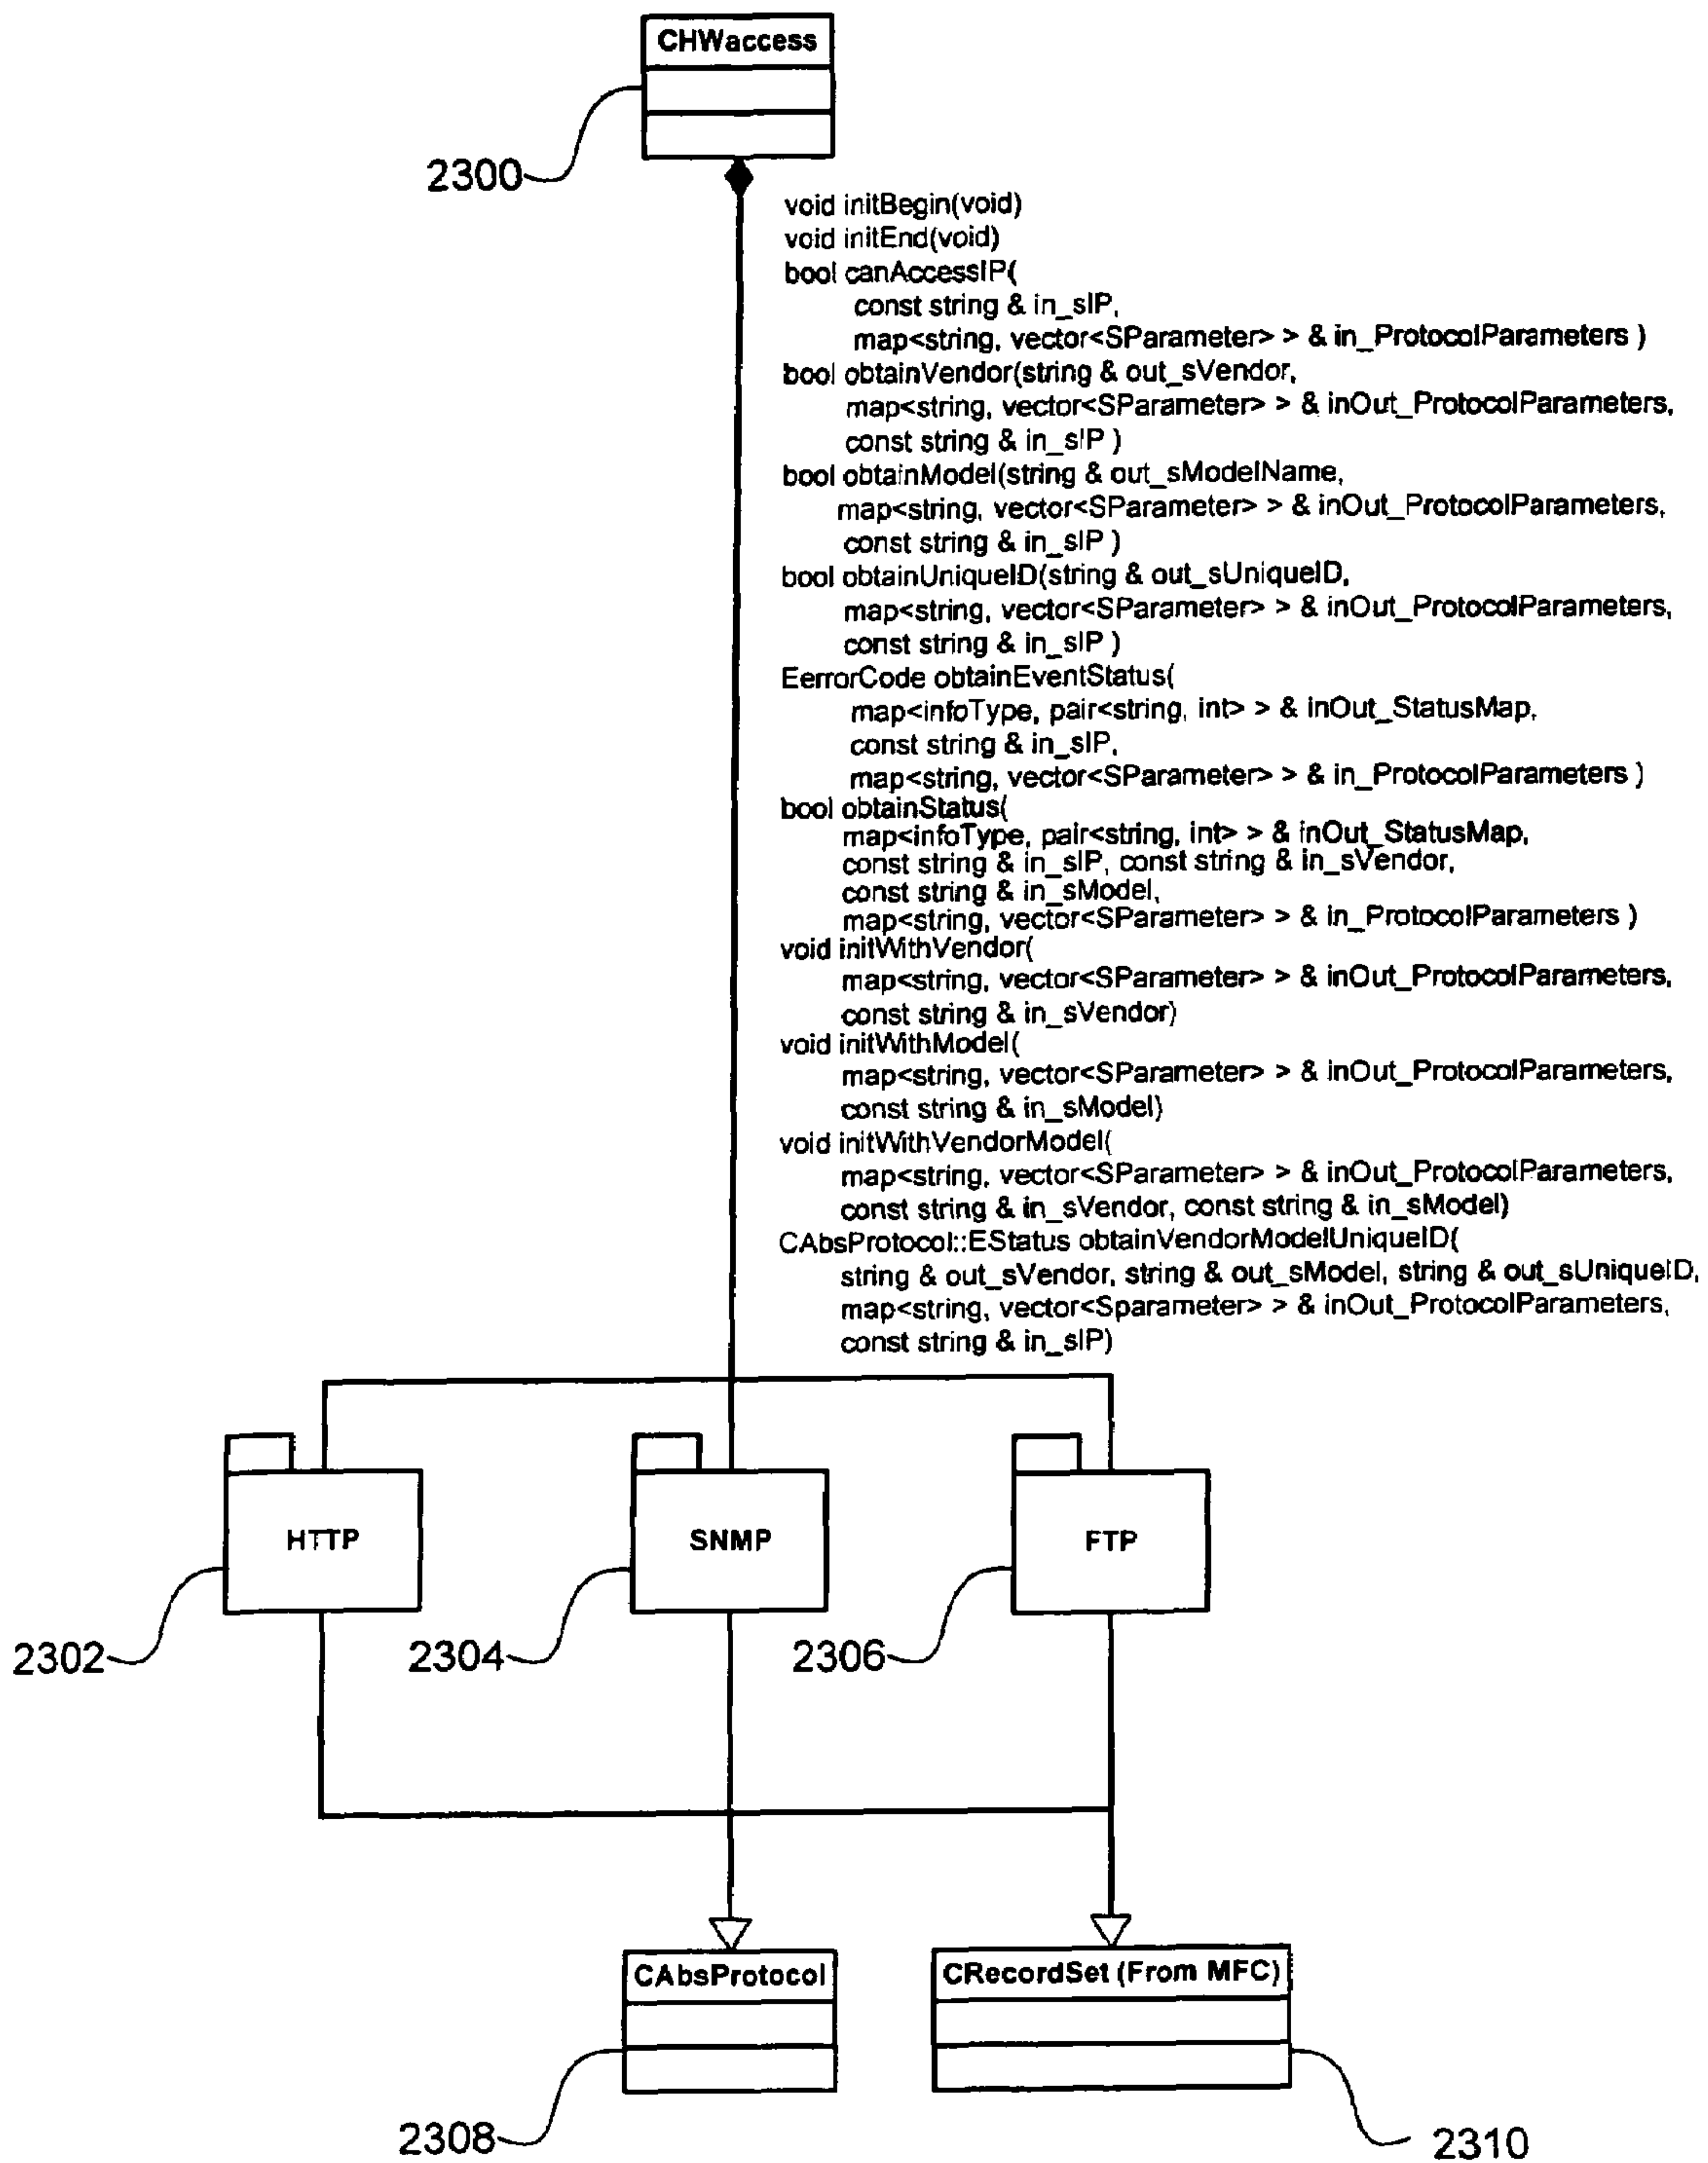 CHWaccess
2300
void initBegin(void)
void initEnd(void)
bool canAccessIP(
const string & in_sIP,
map<string, vector<SParameter> > & in_ProtocolParameters )
bool obtainVendor(string & out_sVendor,
map<string, vector<SParameter> > & inOut_ProtocolParameters,
const string & in_sIP )
bool obtainModel(string & out_sModelName,
map<string, vector<SParameter> > & inOut_ProtocolParameters,
const string & in_sIP )
bool obtainUniqueID(string & out_sUniqueID,
map<string, vector<SParameter> > & inOut_ProtocolParameters,
const string & in_sIP )
EerrorCode obtainEventStatus(
map<infoType, pair<string, int> > & inOut_StatusMap,
const string & in_sIP,
map<string, vector<SParameter> > & in_ProtocolParameters )
bool obtainStatus(
map<infoType, pair<string, int> > & inOut_StatusMap,
const string & in_sIP, const string & in_sVendor,
const string & in_sModel,
map<string, vector<SParameter> > & in_ProtocolParameters )
void initWithVendor(
map<string, vector<SParameter> > & inOut_ProtocolParameters,
const string & in_sVendor)
void initWithModel(
map<string, vector<SParameter> > & inOut_ProtocolParameters,
const string & in_sModel)
void initWithVendorModel(
map<string, vector<SParameter> > & inOut_ProtocolParameters,
const string & in_sVendor, const string & in_sModel)
CAbsProtocol::EStatus obtainVendorModelUniqueID(
string & out_sVendor, string & out_sModel, string & out_sUniqueID,
map<string, vector<Sparameter> > & inOut_ProtocolParameters,
const string & in_sIP)
HTTP
SNMP
FTP
2302
2304
2306
CAbsProtocol
CRecordSet (From MFC)
2308
2310